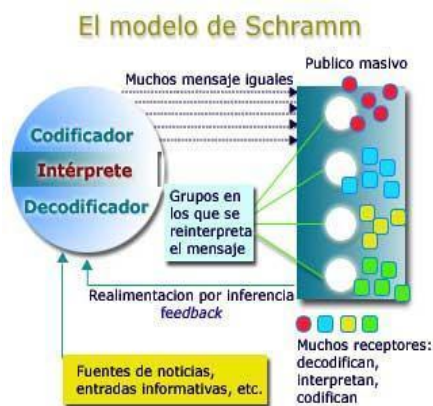 El modelo de Schramm
Muchos mensaje iguales
Publico masivo
Codificador
Intérprete
Decodificador
Grupos en
los que se
reinterpreta
el mensaje
Realimentacion por inferencia
feedback
Fuentes de noticias,
entradas informativas, etc.
Muchos receptores:
decodifican,
interpretan,
codifican